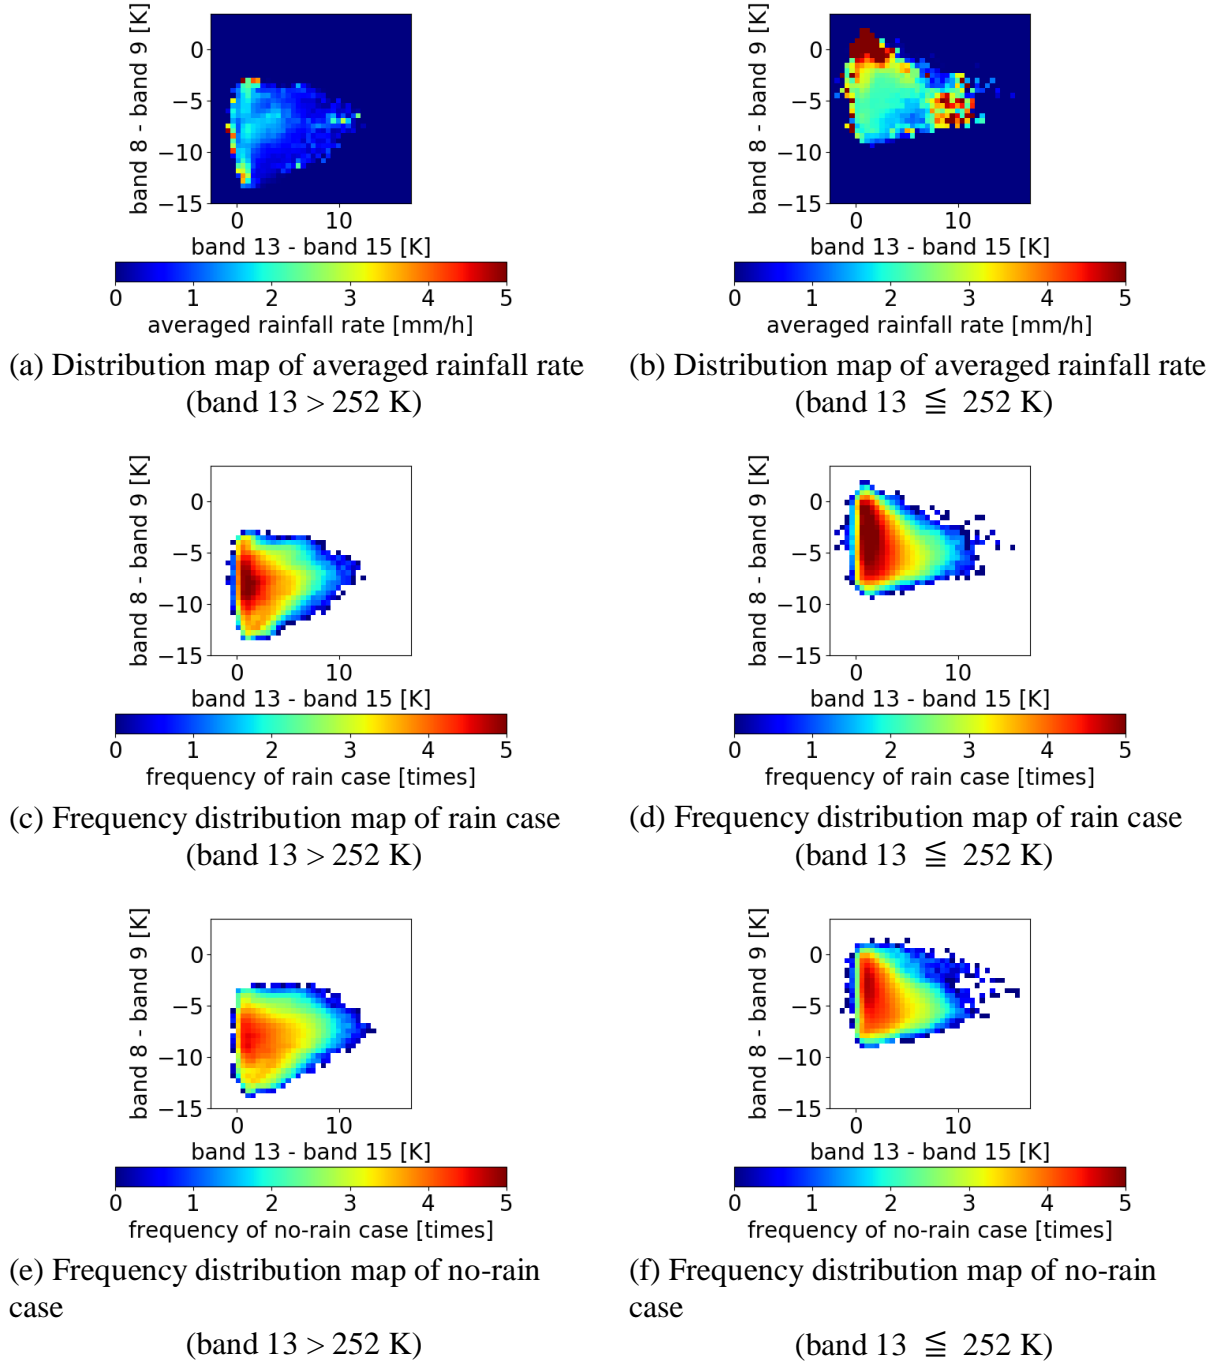 band 8 - band 9 [K]
0
−5
−10
−15
0 10
band 13 - band 15 [K]
0 1 2 3 4 5
averaged rainfall rate [mm/h]
(a) Distribution map of averaged rainfall rate
(band 13 > 252 K)
band 8 - band 9 [K]
0
−5
−10
−15
0 10
band 13 - band 15 [K]
0 1 2 3 4 5
averaged rainfall rate [mm/h]
(b) Distribution map of averaged rainfall rate
(band 13 ≦ 252 K)
band 8 - band 9 [K]
0
−5
−10
−15
0 10
band 13 - band 15 [K]
0 1 2 3 4 5
frequency of rain case [times]
(c) Frequency distribution map of rain case
(band 13 > 252 K)
band 8 - band 9 [K]
0
−5
−10
−15
0 10
band 13 - band 15 [K]
0 1 2 3 4 5
frequency of rain case [times]
(d) Frequency distribution map of rain case
(band 13 ≦ 252 K)
band 8 - band 9 [K]
0
−5
−10
−15
0 10
band 13 - band 15 [K]
0 1 2 3 4 5
frequency of no-rain case [times]
(e) Frequency distribution map of no-rain
case
(band 13 > 252 K)
band 8 - band 9 [K]
0
−5
−10
−15
0 10
band 13 - band 15 [K]
0 1 2 3 4 5
frequency of no-rain case [times]
(f) Frequency distribution map of no-rain
case
(band 13 ≦ 252 K)